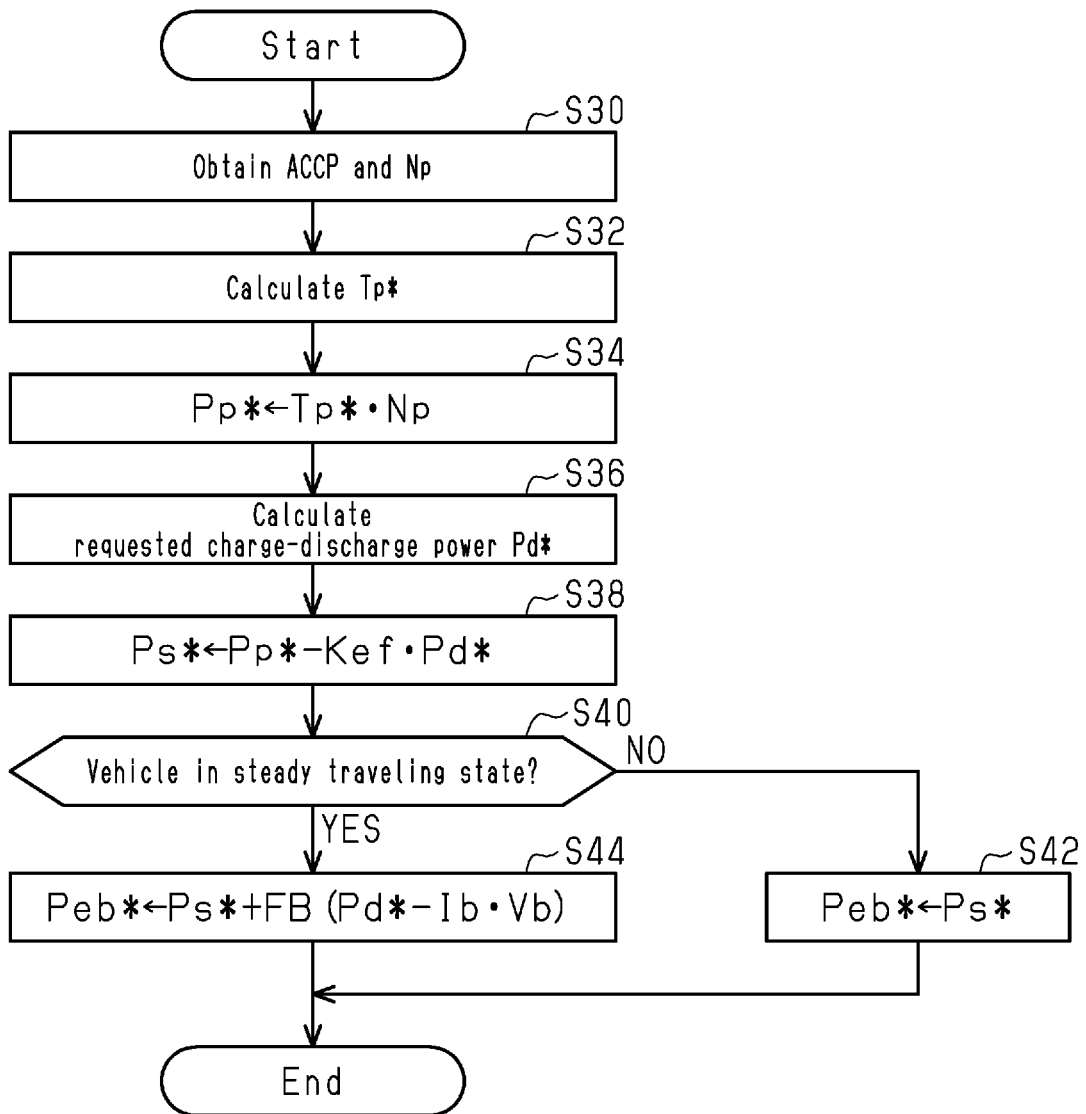 Start
S30
Obtain ACCP and Np
S32
Calculate Tp*
S34
Pp*←Tp*·Np
S36
Calculate
requested charge-discharge power Pd*
S38
Ps*←Pp*-Kef·Pd*
S40
Vehicle in steady traveling state?
NO
YES
S44
Peb*←Ps*+FB(Pd*-Ib·Vb)
S42
Peb*←Ps*
End